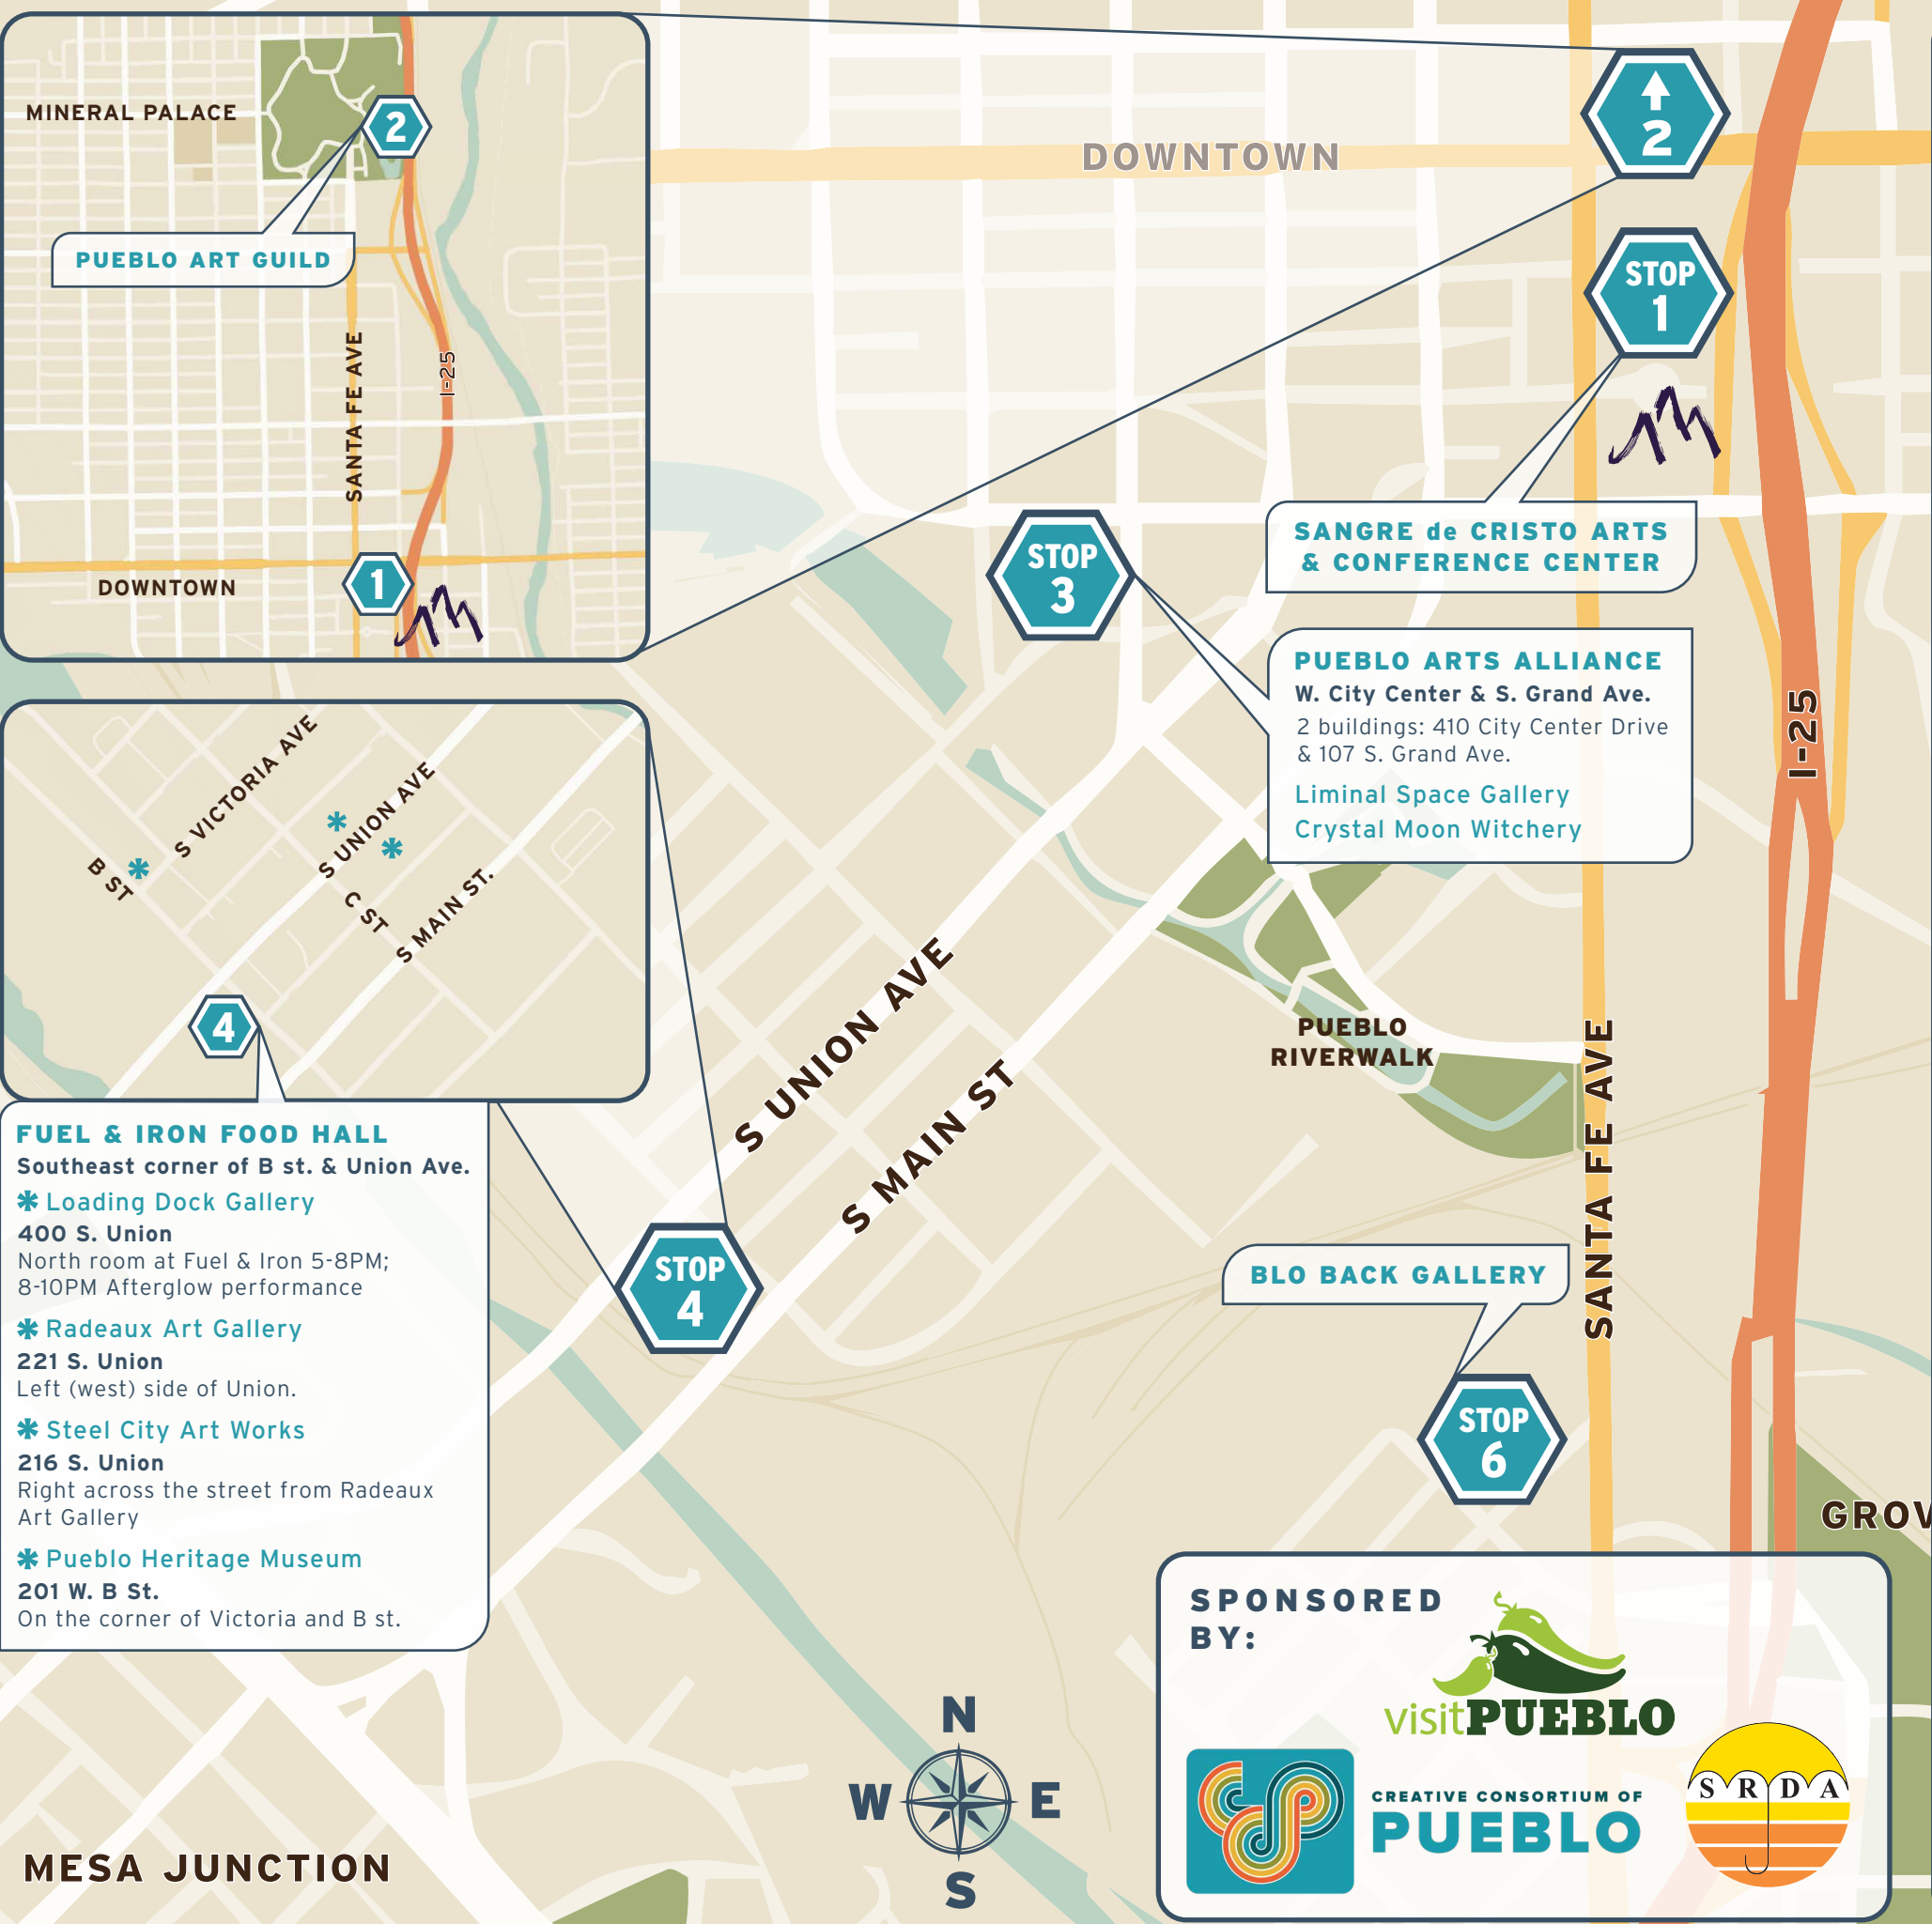 MINERAL PALACE
2
PUEBLO ART GUILD
SANTA FE AVE
I-25
DOWNTOWN
1
DOWNTOWN
2
STOP
1
SANGRE de CRISTO ARTS
& CONFERENCE CENTER
STOP
3
PUEBLO ARTS ALLIANCE
W. City Center & S. Grand Ave.
2 buildings: 410 City Center Drive
& 107 S. Grand Ave.
Liminal Space Gallery
Crystal Moon Witchery
I-25
S VICTORIA AVE
S UNION AVE
B ST
C ST
S MAIN ST.
4
FUEL & IRON FOOD HALL
Southeast corner of B st. & Union Ave.
* Loading Dock Gallery
400 S. Union
North room at Fuel & Iron 5-8PM;
8-10PM Afterglow performance
* Radeaux Art Gallery
221 S. Union
Left (west) side of Union.
* Steel City Art Works
216 S. Union
Right across the street from Radeaux
Art Gallery
* Pueblo Heritage Museum
201 W. B St.
On the corner of Victoria and B st.
S UNION AVE
S MAIN ST
PUEBLO
RIVERWALK
SANTA FE AVE
STOP
4
BLO BACK GALLERY
STOP
6
GROV
SPONSORED
BY:
visitPUEBLO
CREATIVE CONSORTIUM OF
PUEBLO
SRDA
N
W E
S
MESA JUNCTION